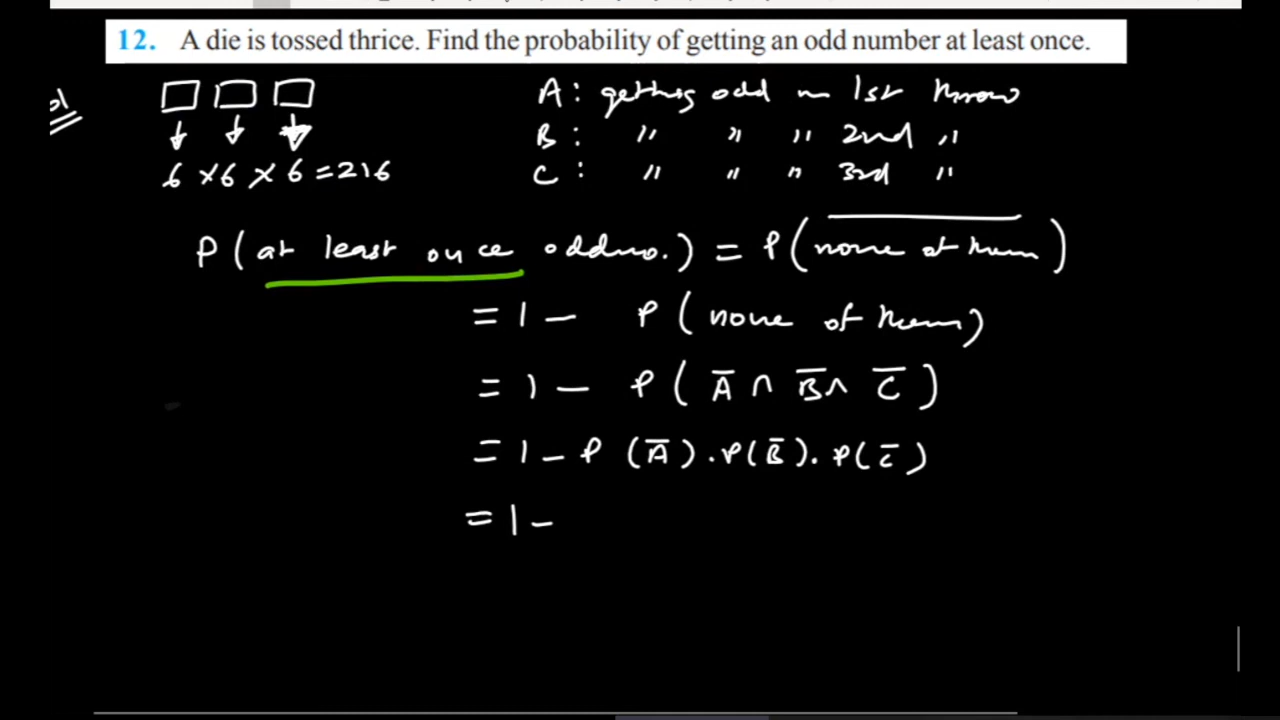 12. A die is tossed thrice. Find the probability of getting an odd number at least once.
A : getting odd in 1st throw
B : " " " 2nd "
C : " " " 3rd "
6 × 6 × 6 = 216
P (at least once odd no.) = P (\overline{none of them})
= 1 - P (none of them)
= 1 - P (A̅ ∩ B̅ ∩ C̅)
= 1 - P (A̅) . P(B̅) . P(C̅)
= 1 -